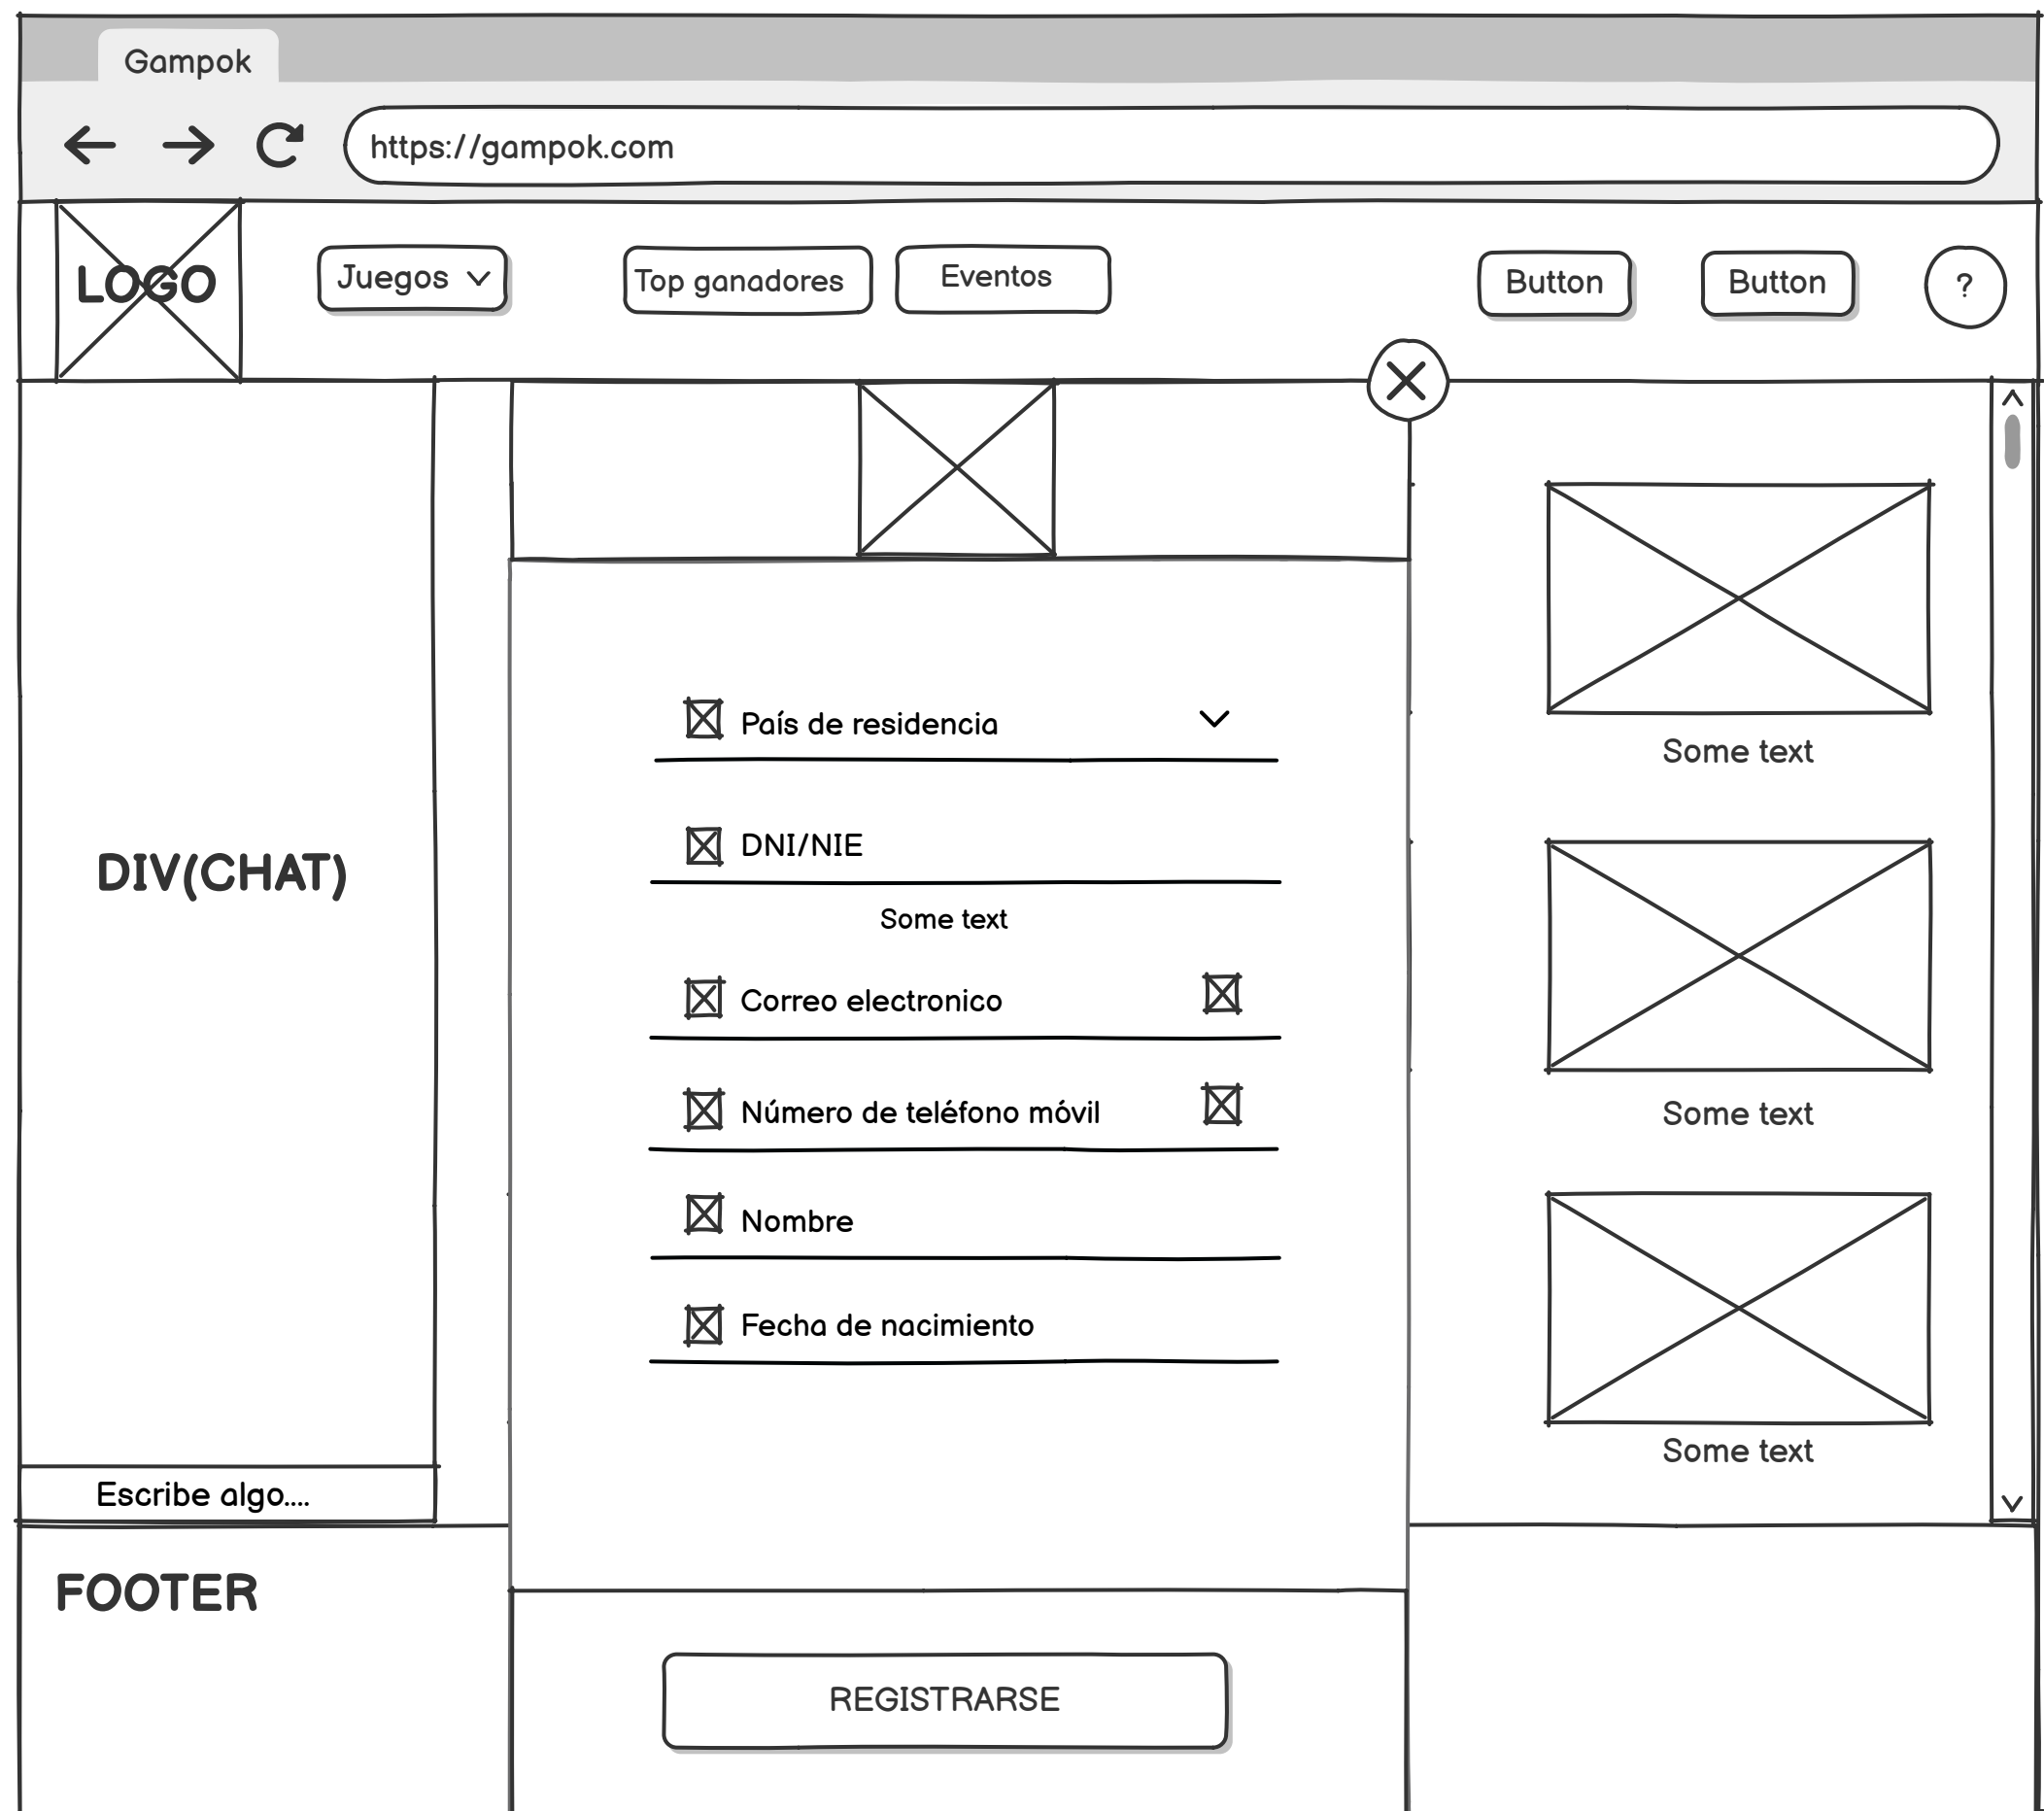 Gampok
https://gampok.com
LOGO
Juegos
Top ganadores
Eventos
Button
Button
?
País de residencia
DNI/NIE
Some text
Correo electronico
Número de teléfono móvil
Nombre
Fecha de nacimiento
REGISTRARSE
DIV(CHAT)
Escribe algo....
Some text
Some text
Some text
FOOTER